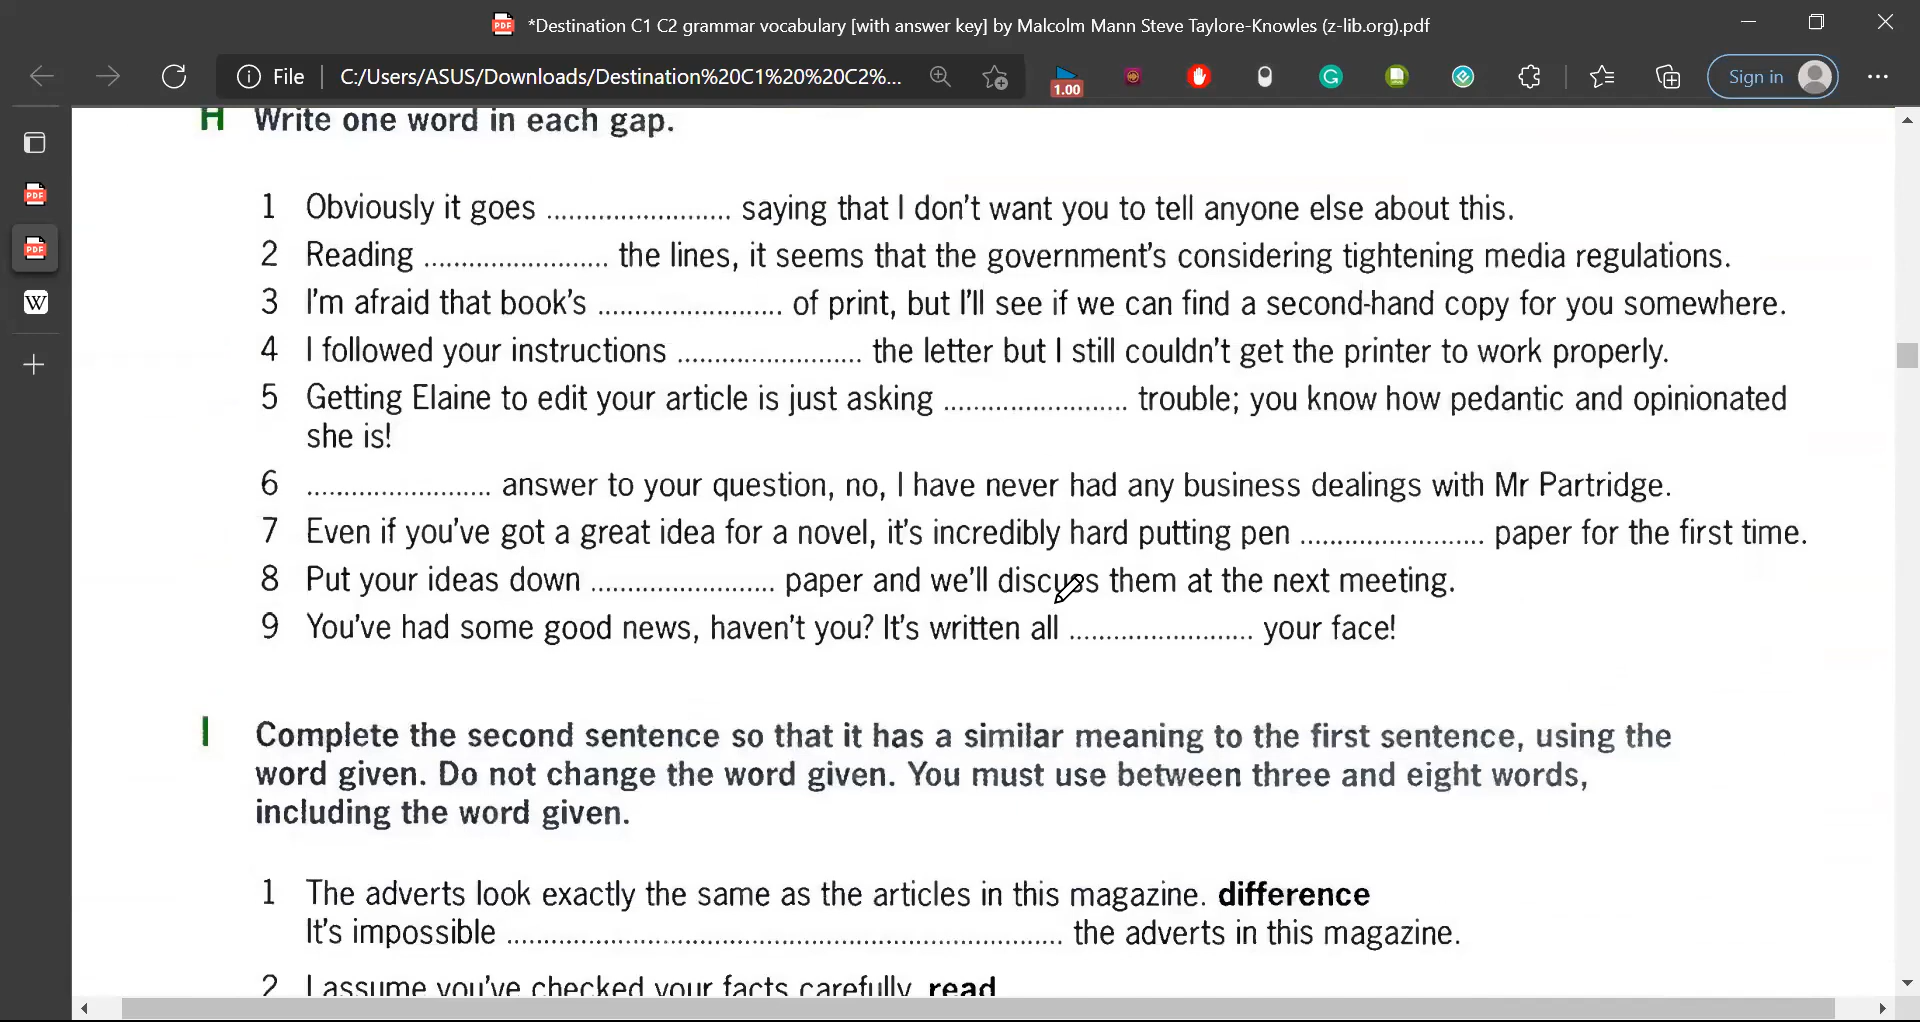 *Destination C1 C2 grammar vocabulary [with answer key] by Malcolm Mann Steve Taylore-Knowles (z-lib.org).pdf
File C:/Users/ASUS/Downloads/Destination%20C1%20%20C2%... 1.00 Sign in
H Write one word in each gap.
1 Obviously it goes ........................ saying that I don't want you to tell anyone else about this.
2 Reading ........................ the lines, it seems that the government's considering tightening media regulations.
3 I'm afraid that book's ........................ of print, but I'll see if we can find a second-hand copy for you somewhere.
4 I followed your instructions ........................ the letter but I still couldn't get the printer to work properly.
5 Getting Elaine to edit your article is just asking ........................ trouble; you know how pedantic and opinionated
she is!
6 ........................ answer to your question, no, I have never had any business dealings with Mr Partridge.
7 Even if you've got a great idea for a novel, it's incredibly hard putting pen ........................ paper for the first time.
8 Put your ideas down ........................ paper and we'll discuss them at the next meeting.
9 You've had some good news, haven't you? It's written all ........................ your face!
I Complete the second sentence so that it has a similar meaning to the first sentence, using the
word given. Do not change the word given. You must use between three and eight words,
including the word given.
1 The adverts look exactly the same as the articles in this magazine. difference
It's impossible ........................................................................ the adverts in this magazine.
2 I assume you've checked your facts carefully. read